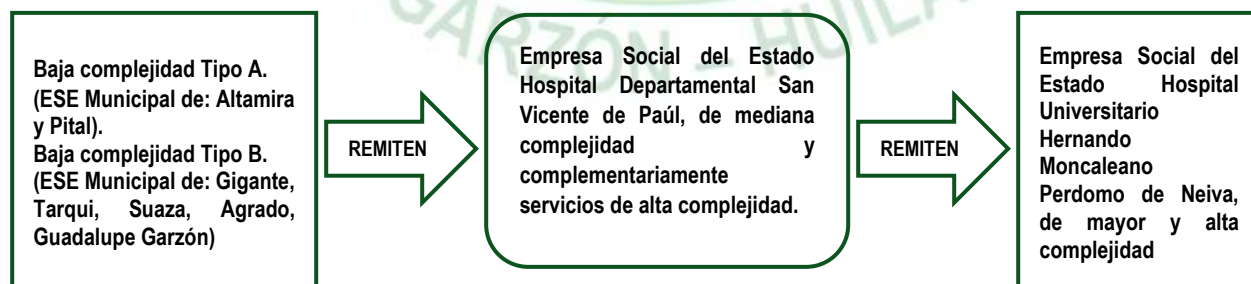 GARZÓN – HUILA
Baja complejidad Tipo A.
(ESE Municipal de: Altamira
y Pital).
Baja complejidad Tipo B.
(ESE Municipal de: Gigante,
Tarqui, Suaza, Agrado,
Guadalupe Garzón)
REMITEN
Empresa Social del Estado
Hospital Departamental San
Vicente de Paúl, de mediana
complejidad y
complementariamente
servicios de alta complejidad.
REMITEN
Empresa Social del
Estado Hospital
Universitario
Hernando
Moncaleano
Perdomo de Neiva,
de mayor y alta
complejidad